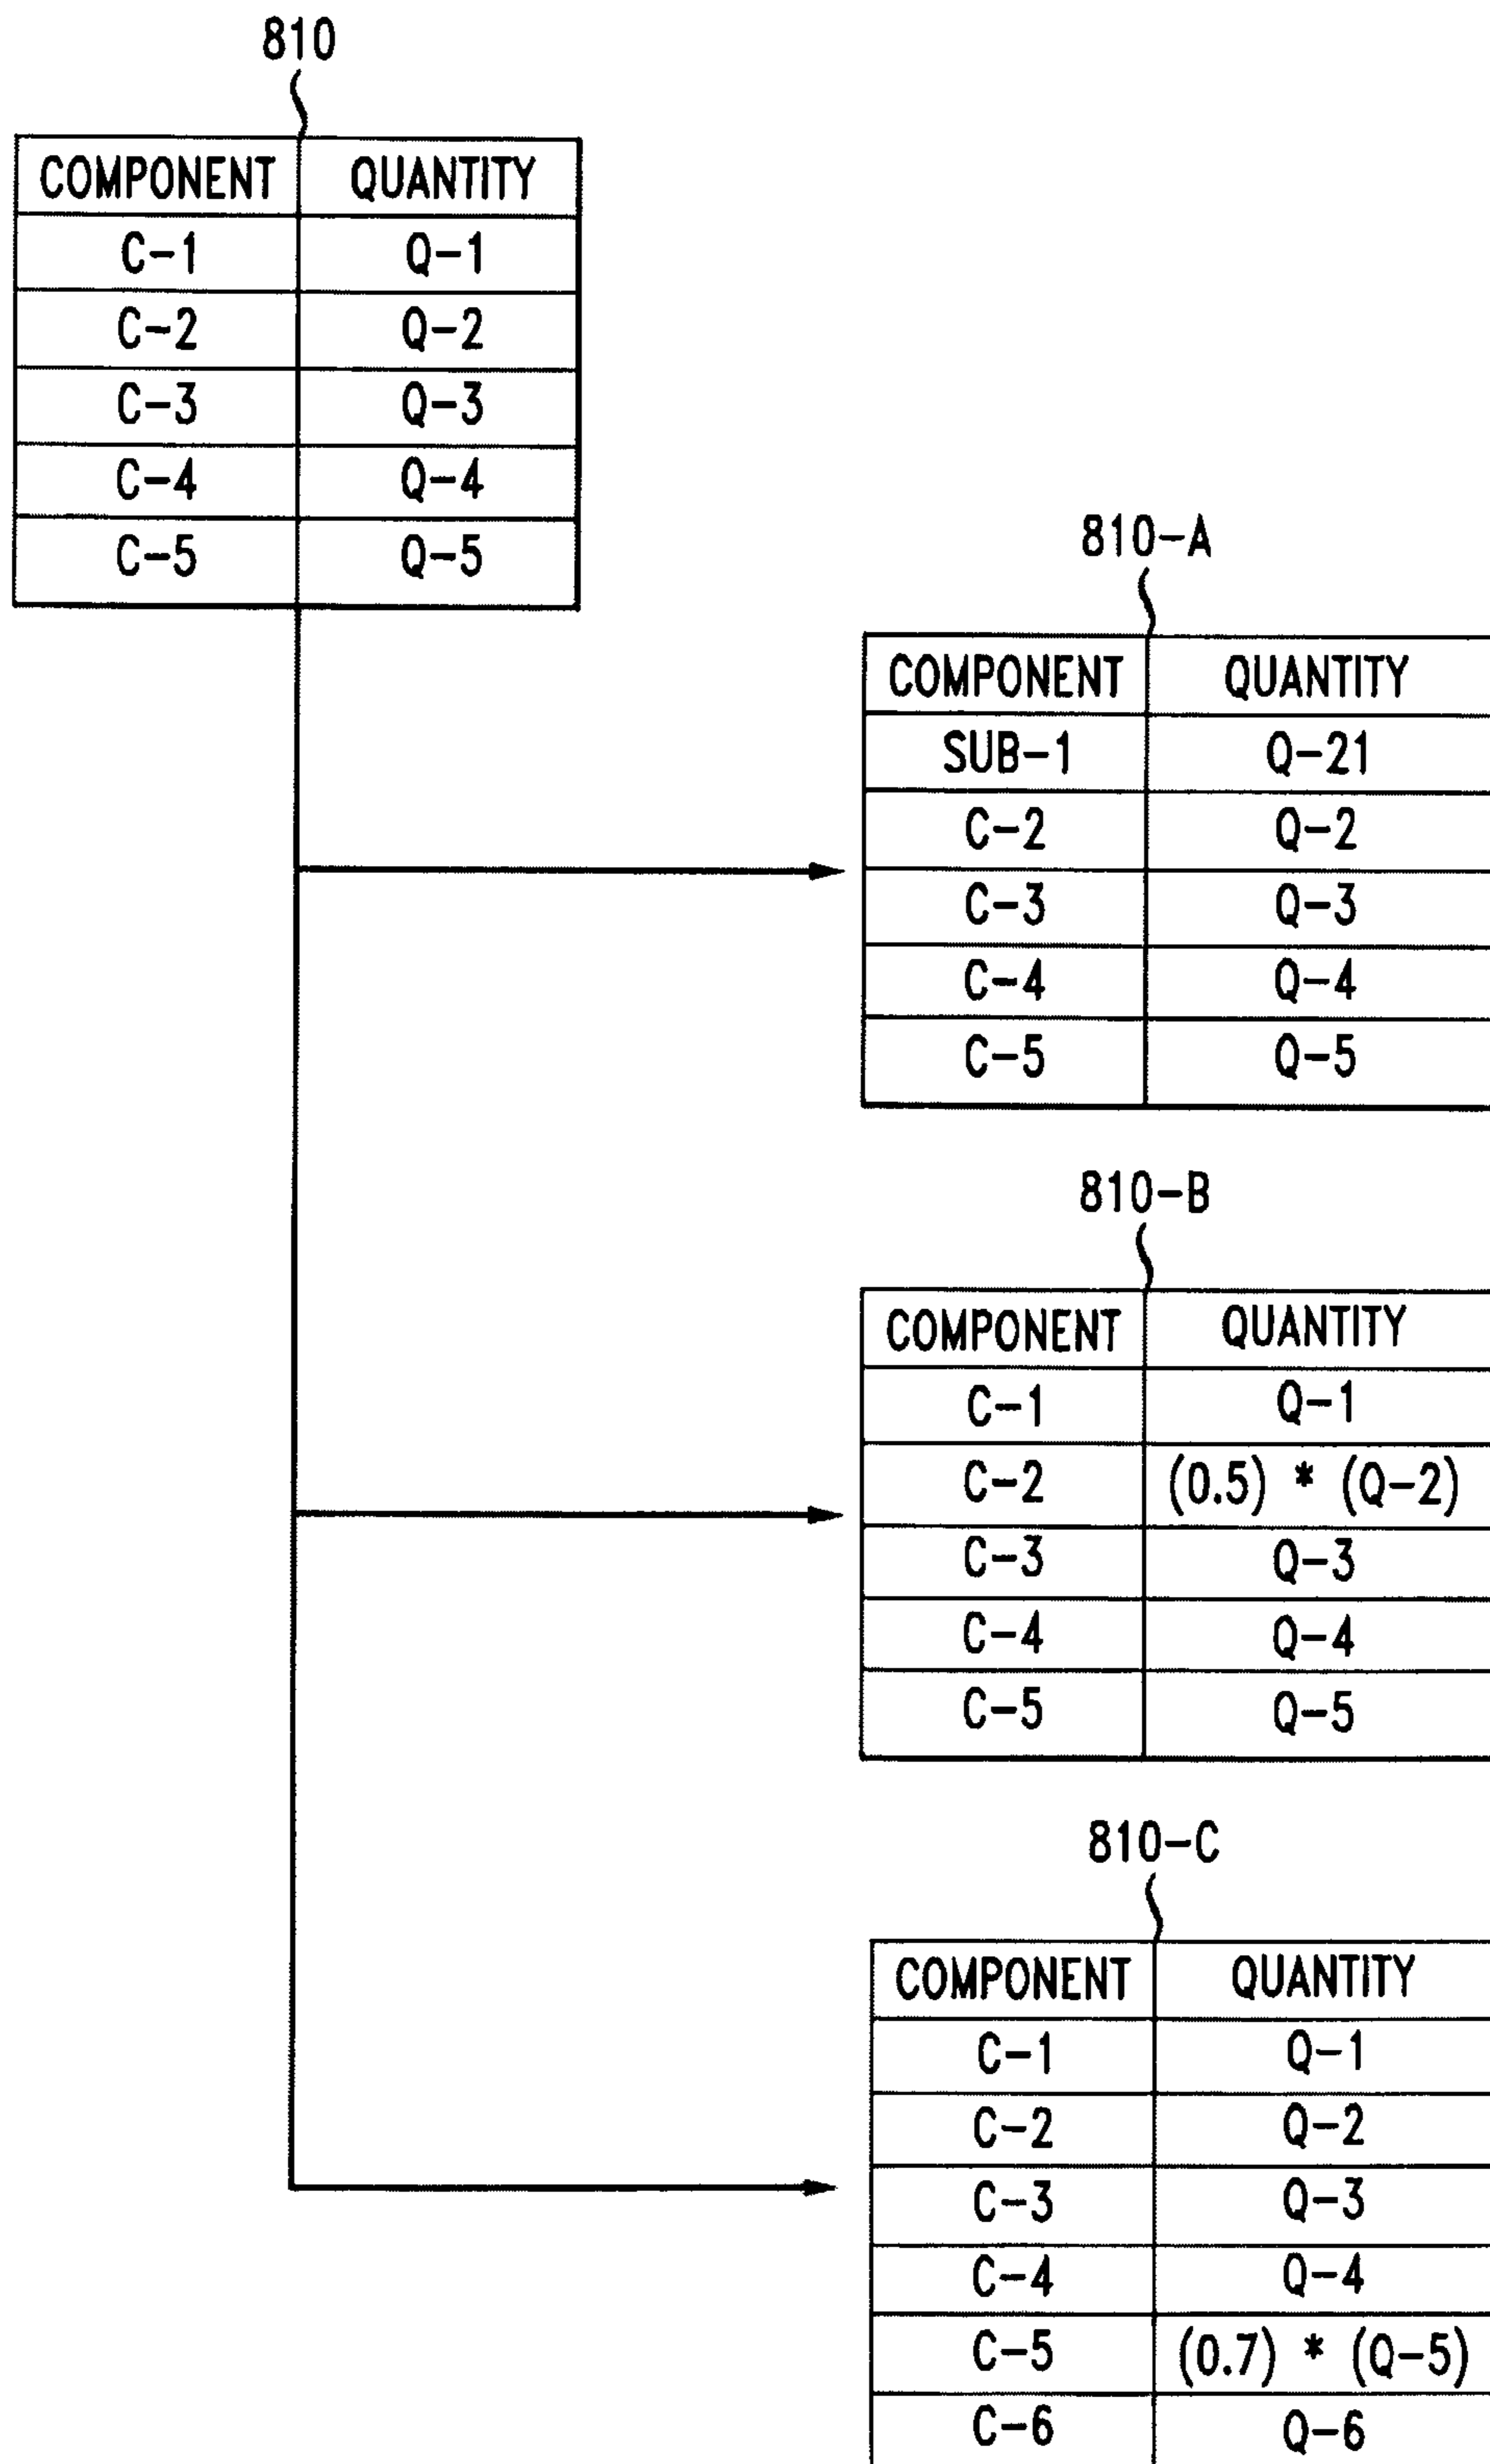 810
COMPONENT QUANTITY
C-1 Q-1
C-2 Q-2
C-3 Q-3
C-4 Q-4
C-5 Q-5
810-A
COMPONENT QUANTITY
SUB-1 Q-21
C-2 Q-2
C-3 Q-3
C-4 Q-4
C-5 Q-5
810-B
COMPONENT QUANTITY
C-1 Q-1
C-2 (0.5) * (Q-2)
C-3 Q-3
C-4 Q-4
C-5 Q-5
810-C
COMPONENT QUANTITY
C-1 Q-1
C-2 Q-2
C-3 Q-3
C-4 Q-4
C-5 (0.7) * (Q-5)
C-6 Q-6